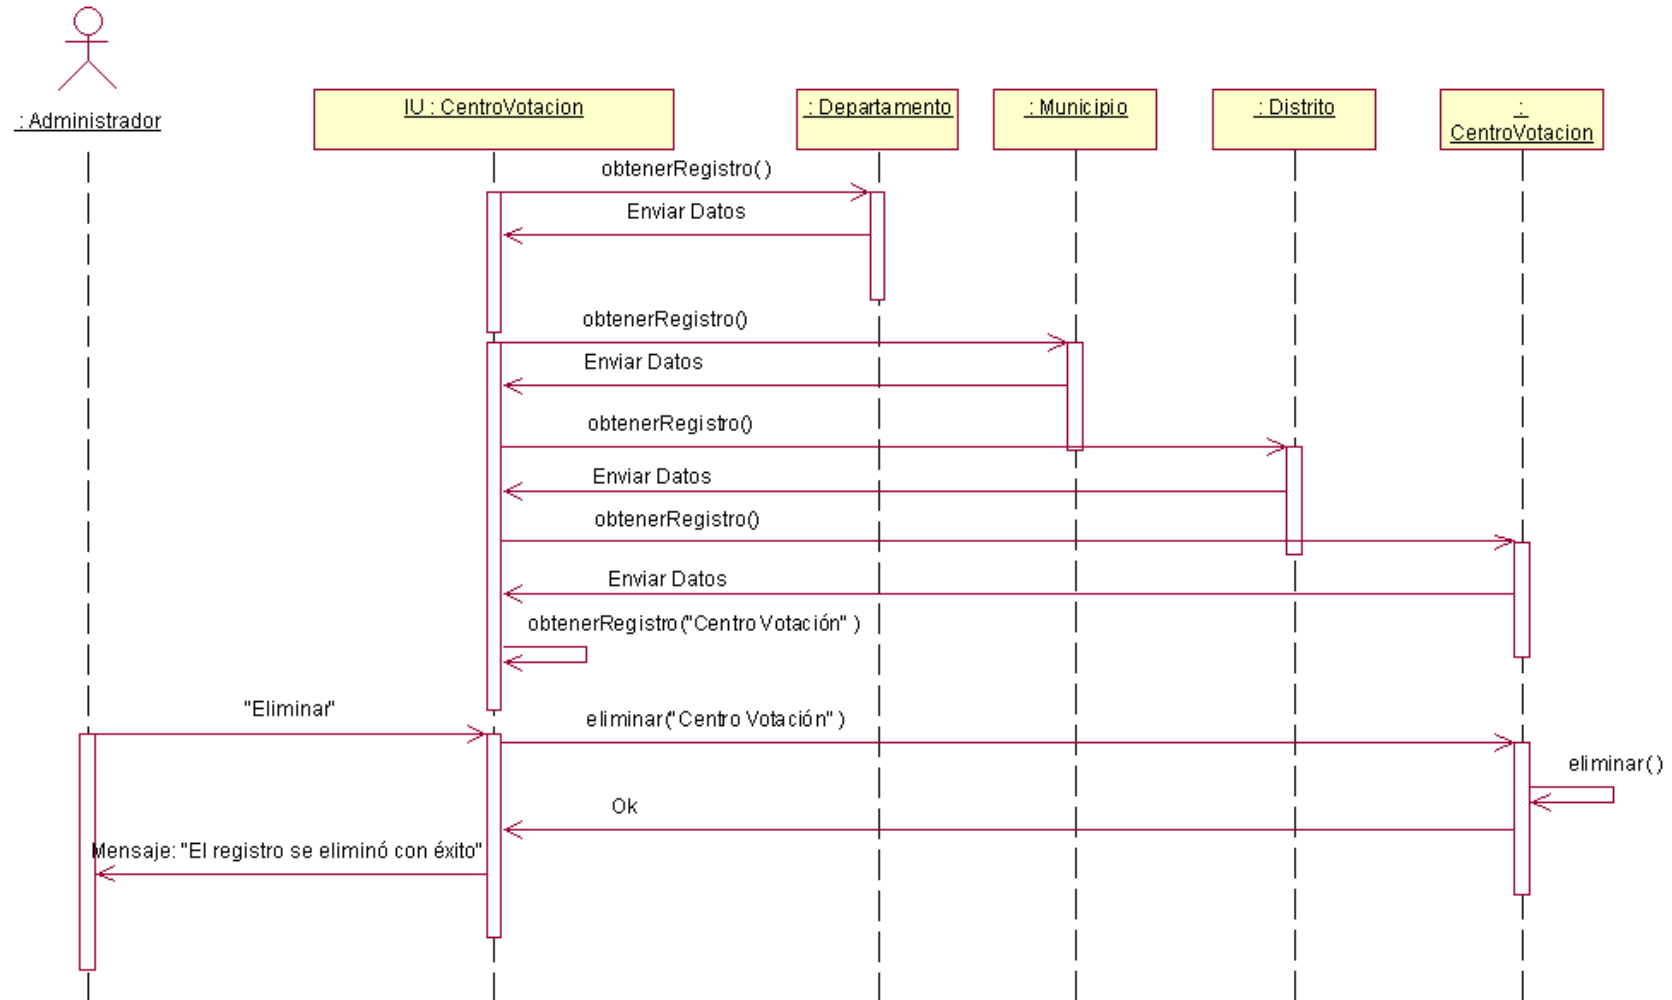 : Administrador
IU : CentroVotacion
: Departamento
: Municipio
: Distrito
:
CentroVotacion
obtenerRegistro( )
Enviar Datos
obtenerRegistro()
Enviar Datos
obtenerRegistro()
Enviar Datos
obtenerRegistro()
Enviar Datos
obtenerRegistro("Centro Votación" )
"Eliminar"
eliminar("Centro Votación" )
eliminar( )
Ok
Mensaje: "El registro se eliminó con éxito"